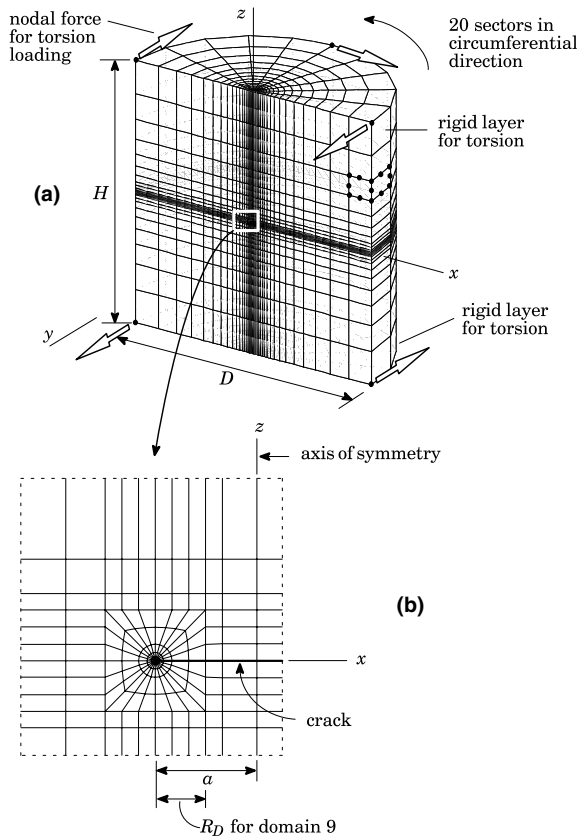 nodal force
for torsion
loading
z
20 sectors in
circumferential
direction
rigid layer
for torsion
(a)
H
x
y
D
rigid layer
for torsion
z
axis of symmetry
(b)
x
crack
a
R_D for domain 9